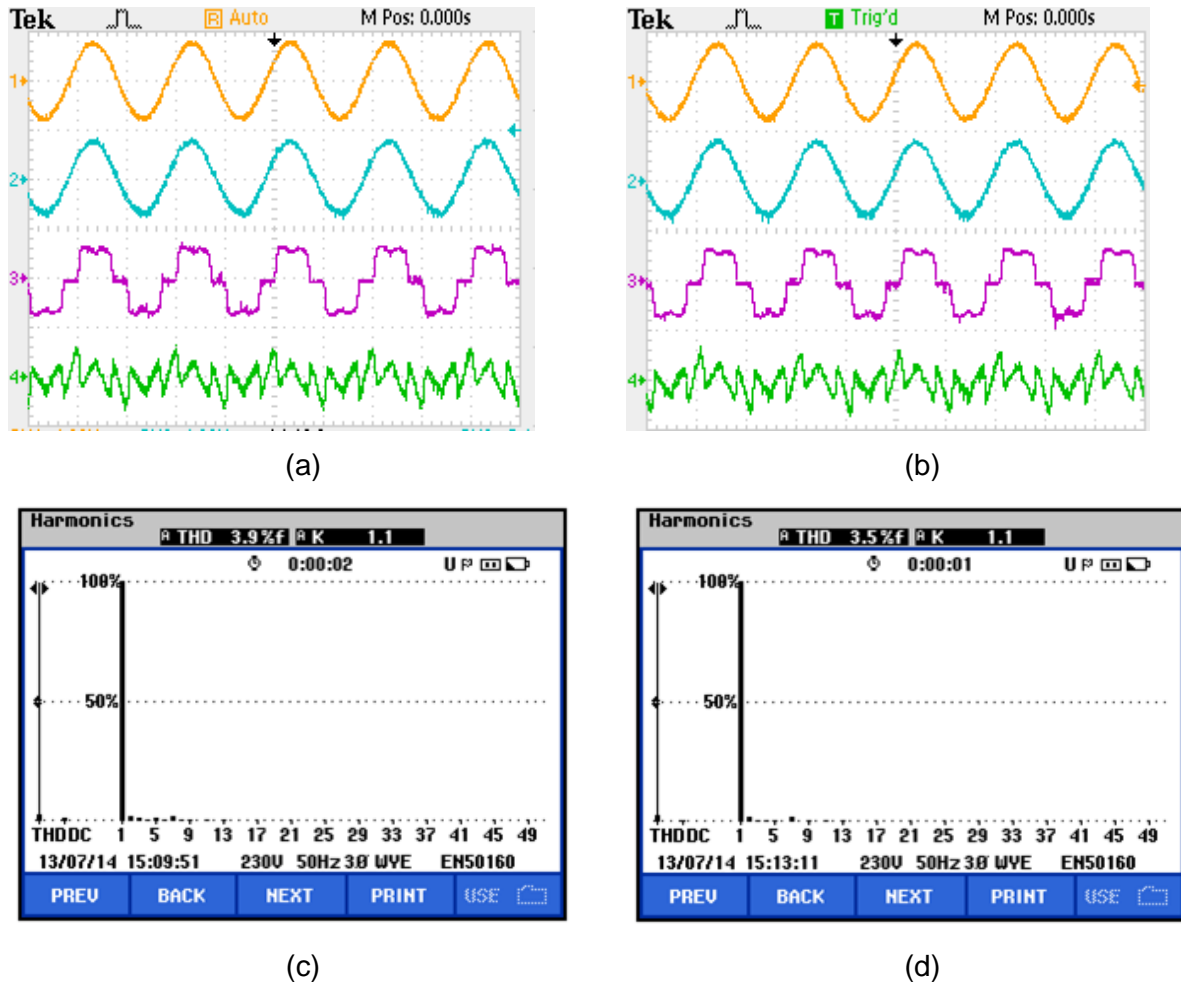 Tek R Auto M Pos: 0.000s
1
2
3
4
(a)
Tek T Trig'd M Pos: 0.000s
1
2
3
4
(b)
Harmonics
A THD 3.9%f A K 1.1
0:00:02 U
100%
50%
THDDC 1 5 9 13 17 21 25 29 33 37 41 45 49
13/07/14 15:09:51 230V 50Hz 3Ø WYE EN50160
PREV BACK NEXT PRINT USE
(c)
Harmonics
A THD 3.5%f A K 1.1
0:00:01 U
100%
50%
THDDC 1 5 9 13 17 21 25 29 33 37 41 45 49
13/07/14 15:13:11 230V 50Hz 3Ø WYE EN50160
PREV BACK NEXT PRINT USE
(d)